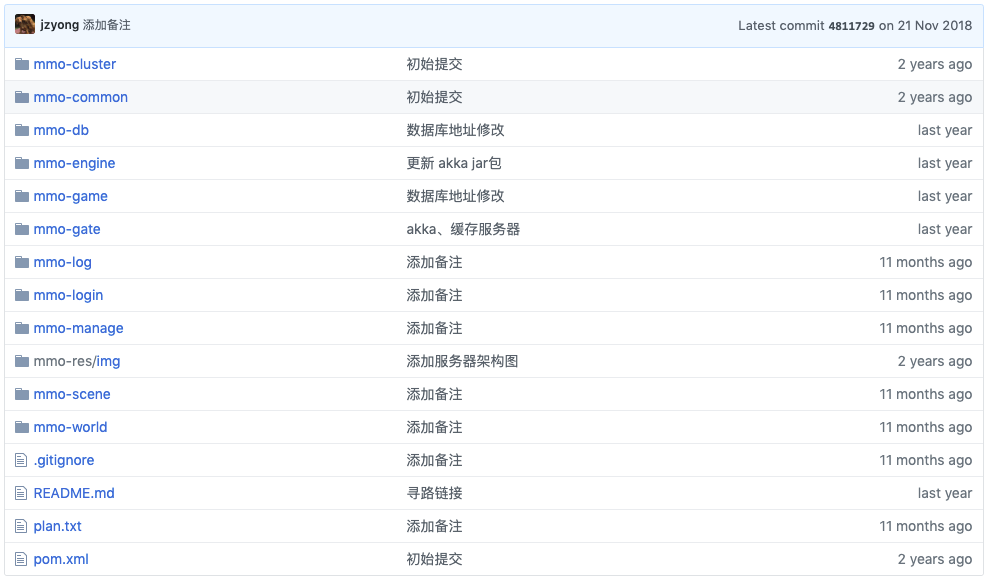 jzyong 添加备注 Latest commit 4811729 on 21 Nov 2018
mmo-cluster 初始提交 2 years ago
mmo-common 初始提交 2 years ago
mmo-db 数据库地址修改 last year
mmo-engine 更新 akka jar包 last year
mmo-game 数据库地址修改 last year
mmo-gate akka、缓存服务器 last year
mmo-log 添加备注 11 months ago
mmo-login 添加备注 11 months ago
mmo-manage 添加备注 11 months ago
mmo-res/img 添加服务器架构图 2 years ago
mmo-scene 添加备注 11 months ago
mmo-world 添加备注 11 months ago
.gitignore 添加备注 11 months ago
README.md 寻路链接 last year
plan.txt 添加备注 11 months ago
pom.xml 初始提交 2 years ago